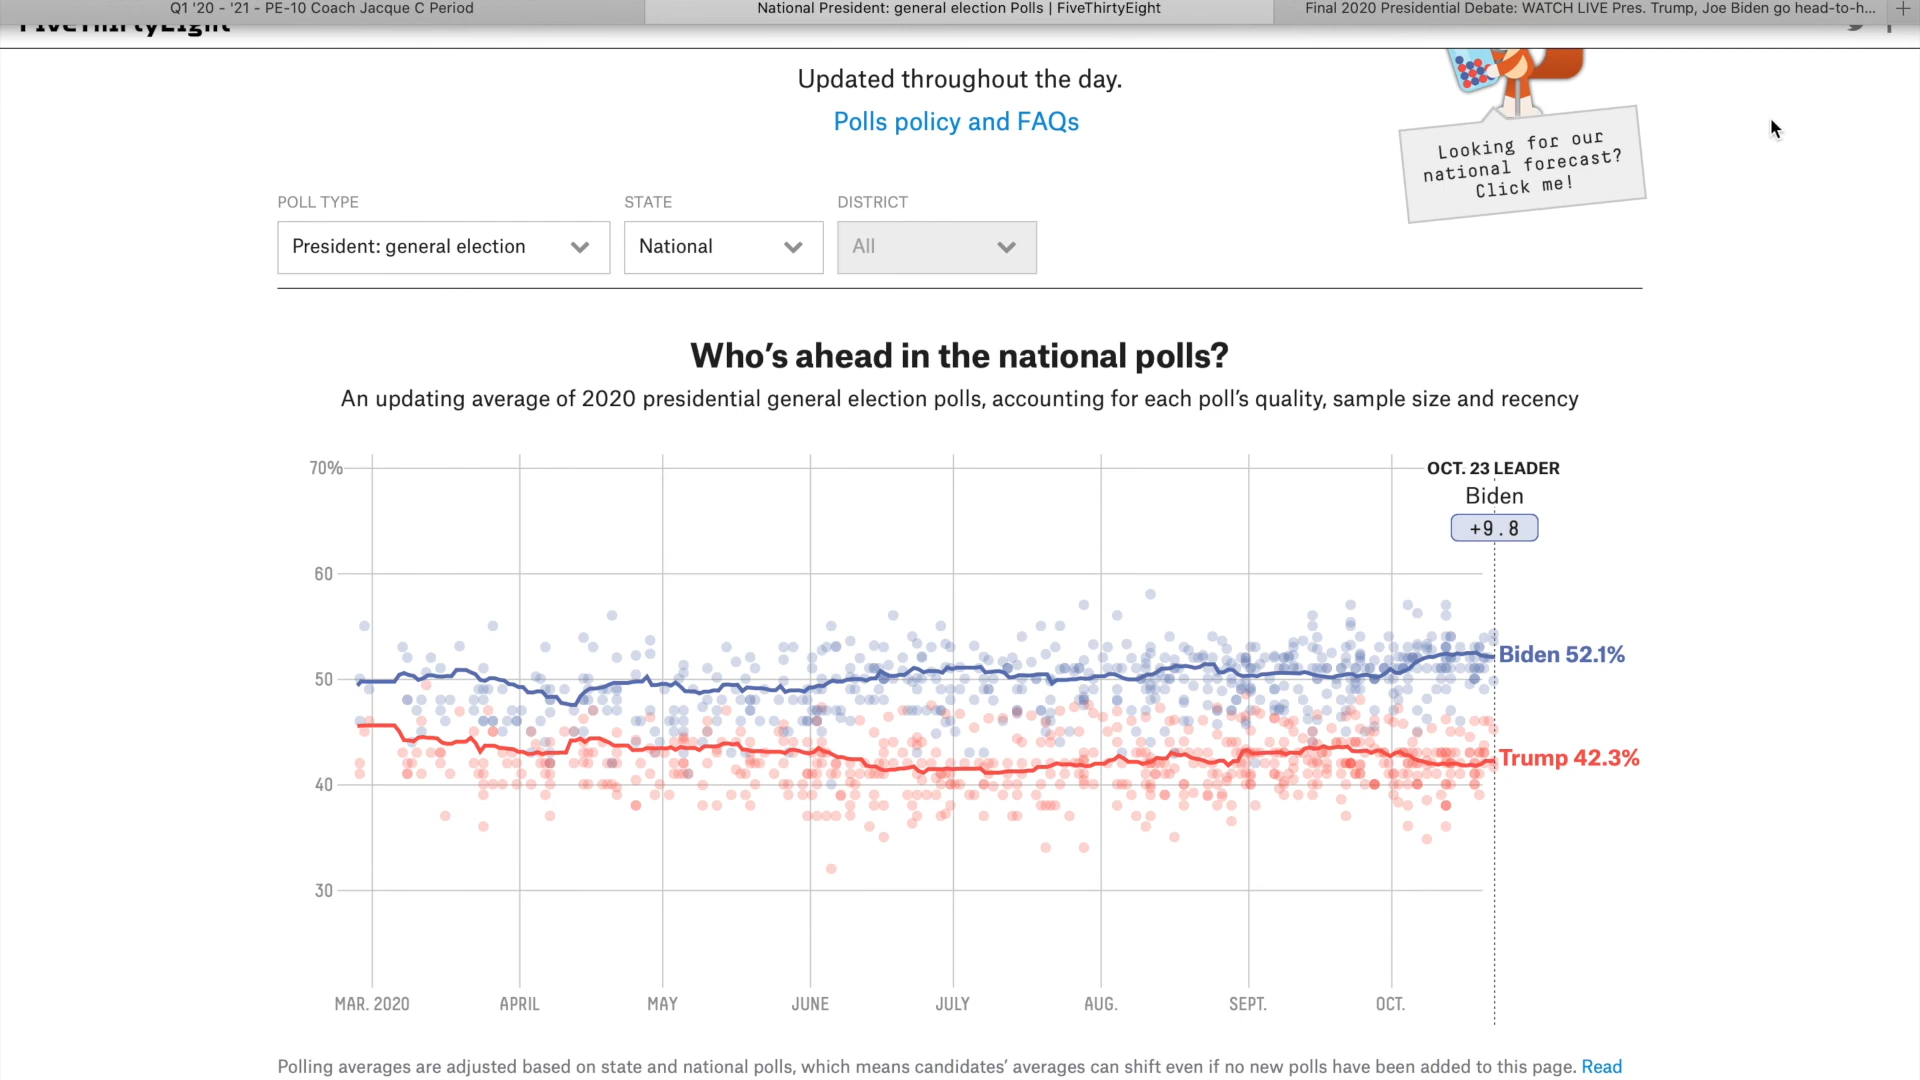 Q1 '20 - '21 - PE-10 Coach Jacque C Period
National President: general election Polls | FiveThirtyEight
Final 2020 Presidential Debate: WATCH LIVE Pres. Trump, Joe Biden go head-to-h...
FiveThirtyEight
Updated throughout the day.
Polls policy and FAQs
Looking for our
national forecast?
Click me!
POLL TYPE
STATE
DISTRICT
President: general election
National
All
Who's ahead in the national polls?
An updating average of 2020 presidential general election polls, accounting for each poll's quality, sample size and recency
70%
OCT. 23 LEADER
Biden
+9.8
60
Biden 52.1%
50
Trump 42.3%
40
30
MAR. 2020
APRIL
MAY
JUNE
JULY
AUG.
SEPT.
OCT.
Polling averages are adjusted based on state and national polls, which means candidates' averages can shift even if no new polls have been added to this page. Read